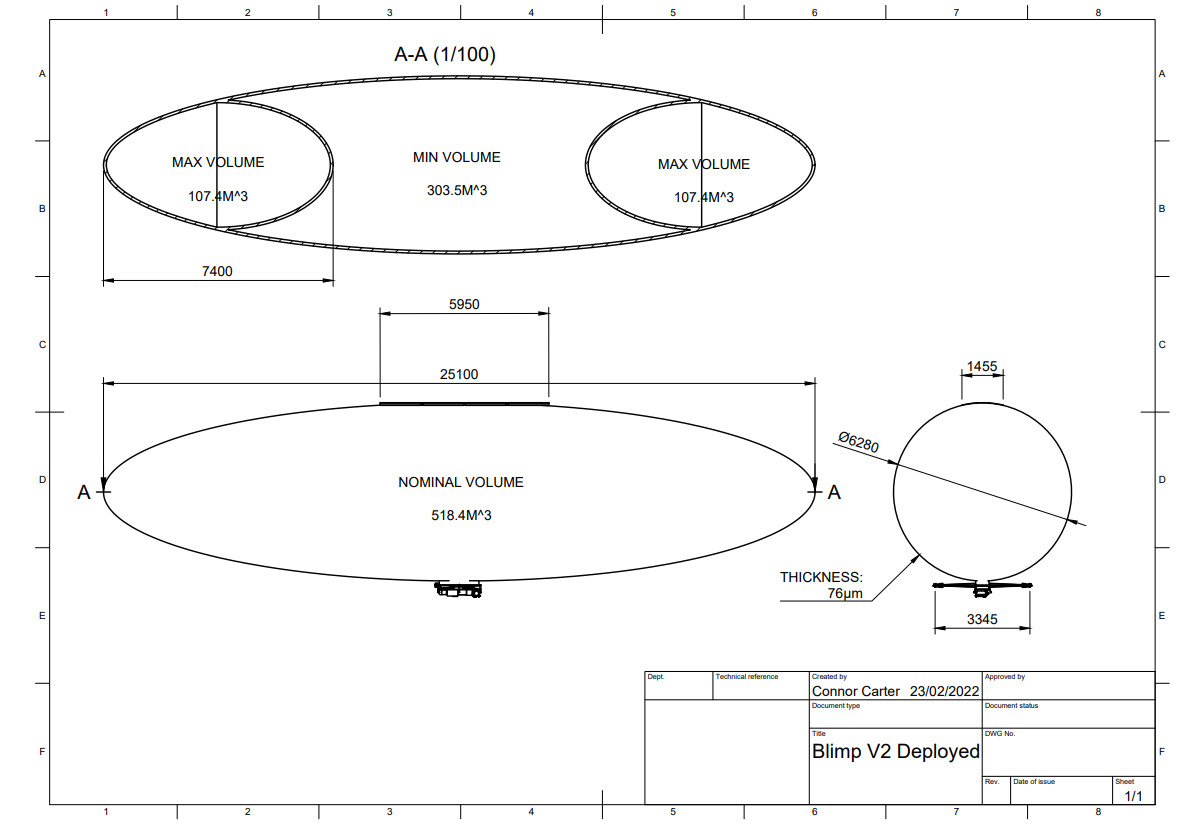 1 2 3 4 5 6 7 8
A A
A-A (1/100)
MAX VOLUME
107.4M^3
MIN VOLUME
303.5M^3
MAX VOLUME
107.4M^3
B B
7400
5950
C C
25100
1455
Ø6280
D D
A A
NOMINAL VOLUME
518.4M^3
THICKNESS:
76µm
3345
E E
Dept.
Technical reference
Created by
Connor Carter 23/02/2022
Approved by
Document type
Document status
Title
Blimp V2 Deployed
DWG No.
F F
Rev.
Date of issue
Sheet
1/1
1 2 3 4 5 6 7 8